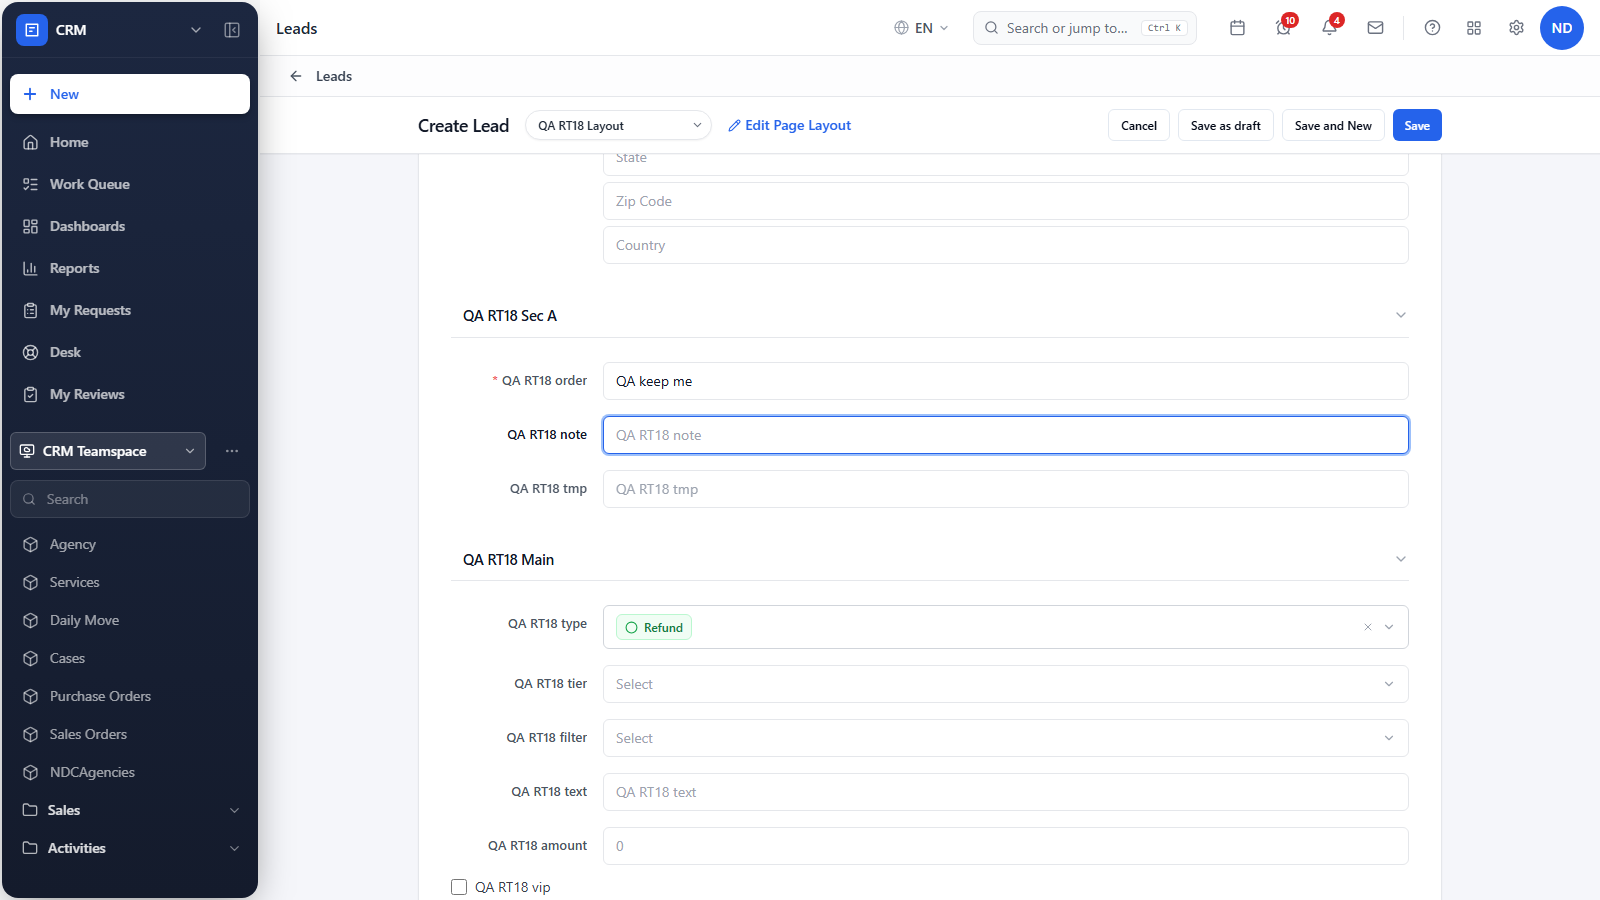 CRM
Leads
EN
Search or jump to...
Ctrl K
10
4
ND
New
Home
Work Queue
Dashboards
Reports
My Requests
Desk
My Reviews
CRM Teamspace
Search
Agency
Services
Daily Move
Cases
Purchase Orders
Sales Orders
NDCAgencies
Sales
Activities
Leads
Create Lead
QA RT18 Layout
Edit Page Layout
Cancel
Save as draft
Save and New
Save
State
Zip Code
Country
QA RT18 Sec A
* QA RT18 order
QA keep me
QA RT18 note
QA RT18 note
QA RT18 tmp
QA RT18 tmp
QA RT18 Main
QA RT18 type
Refund
QA RT18 tier
Select
QA RT18 filter
Select
QA RT18 text
QA RT18 text
QA RT18 amount
0
QA RT18 vip